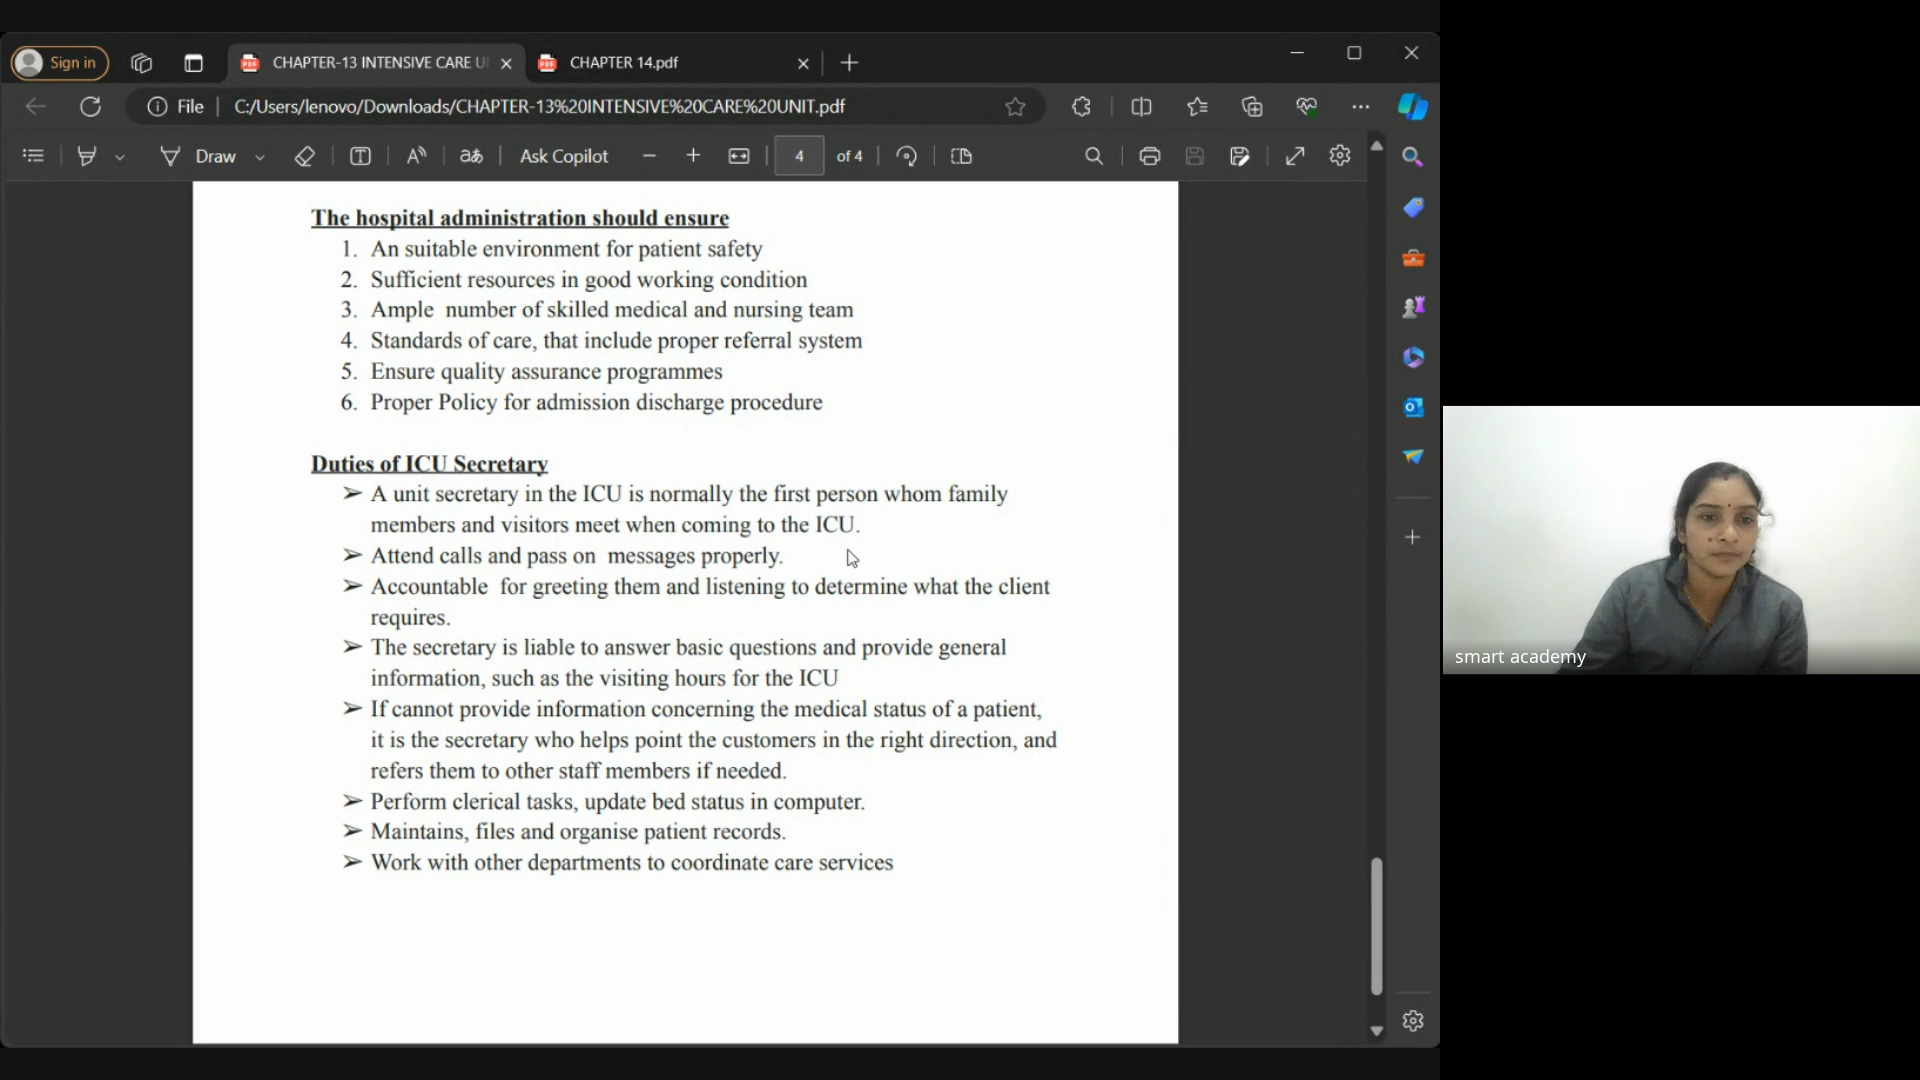 Sign in
CHAPTER-13 INTENSIVE CARE U
CHAPTER 14.pdf
File
C:/Users/lenovo/Downloads/CHAPTER-13%20INTENSIVE%20CARE%20UNIT.pdf
Draw
Ask Copilot
4 of 4
The hospital administration should ensure
1. An suitable environment for patient safety
2. Sufficient resources in good working condition
3. Ample number of skilled medical and nursing team
4. Standards of care, that include proper referral system
5. Ensure quality assurance programmes
6. Proper Policy for admission discharge procedure
Duties of ICU Secretary
➢ A unit secretary in the ICU is normally the first person whom family
members and visitors meet when coming to the ICU.
➢ Attend calls and pass on messages properly.
➢ Accountable for greeting them and listening to determine what the client
requires.
➢ The secretary is liable to answer basic questions and provide general
information, such as the visiting hours for the ICU
➢ If cannot provide information concerning the medical status of a patient,
it is the secretary who helps point the customers in the right direction, and
refers them to other staff members if needed.
➢ Perform clerical tasks, update bed status in computer.
➢ Maintains, files and organise patient records.
➢ Work with other departments to coordinate care services
smart academy